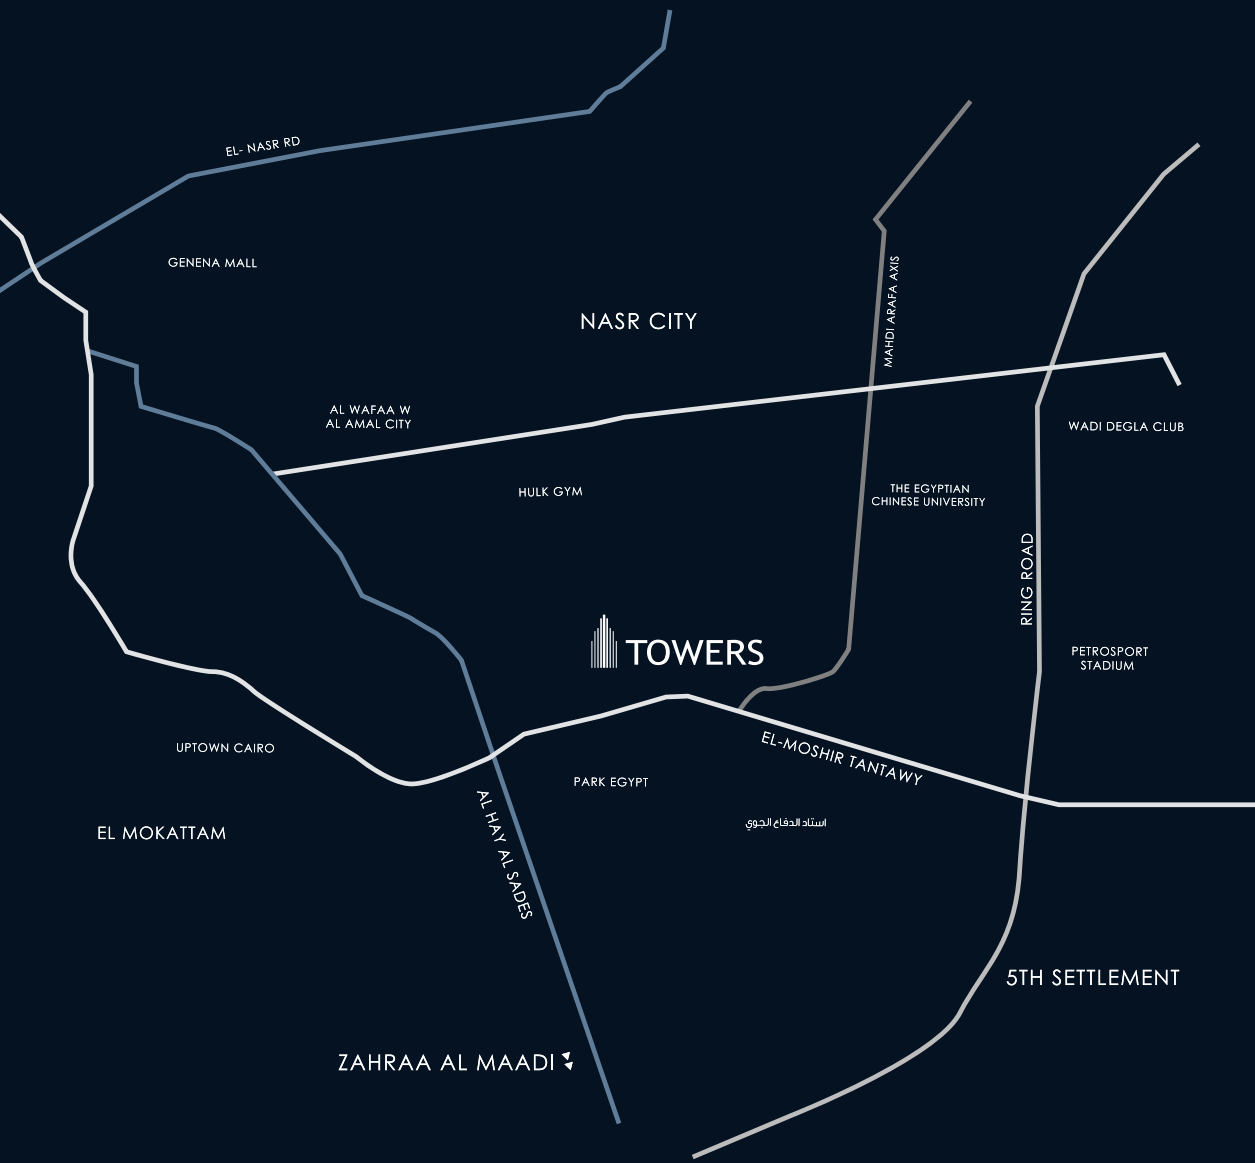 EL- NASR RD
GENENA MALL
MAHDI ARAFA AXIS
NASR CITY
AL WAFAA W
AL AMAL CITY
WADI DEGLA CLUB
HULK GYM
THE EGYPTIAN
CHINESE UNIVERSITY
RING ROAD
TOWERS
PETROSPORT
STADIUM
UPTOWN CAIRO
EL-MOSHIR TANTAWY
PARK EGYPT
استاد الدفاع الجوي
EL MOKATTAM
AL HAY AL SADES
5TH SETTLEMENT
ZAHRAA AL MAADI